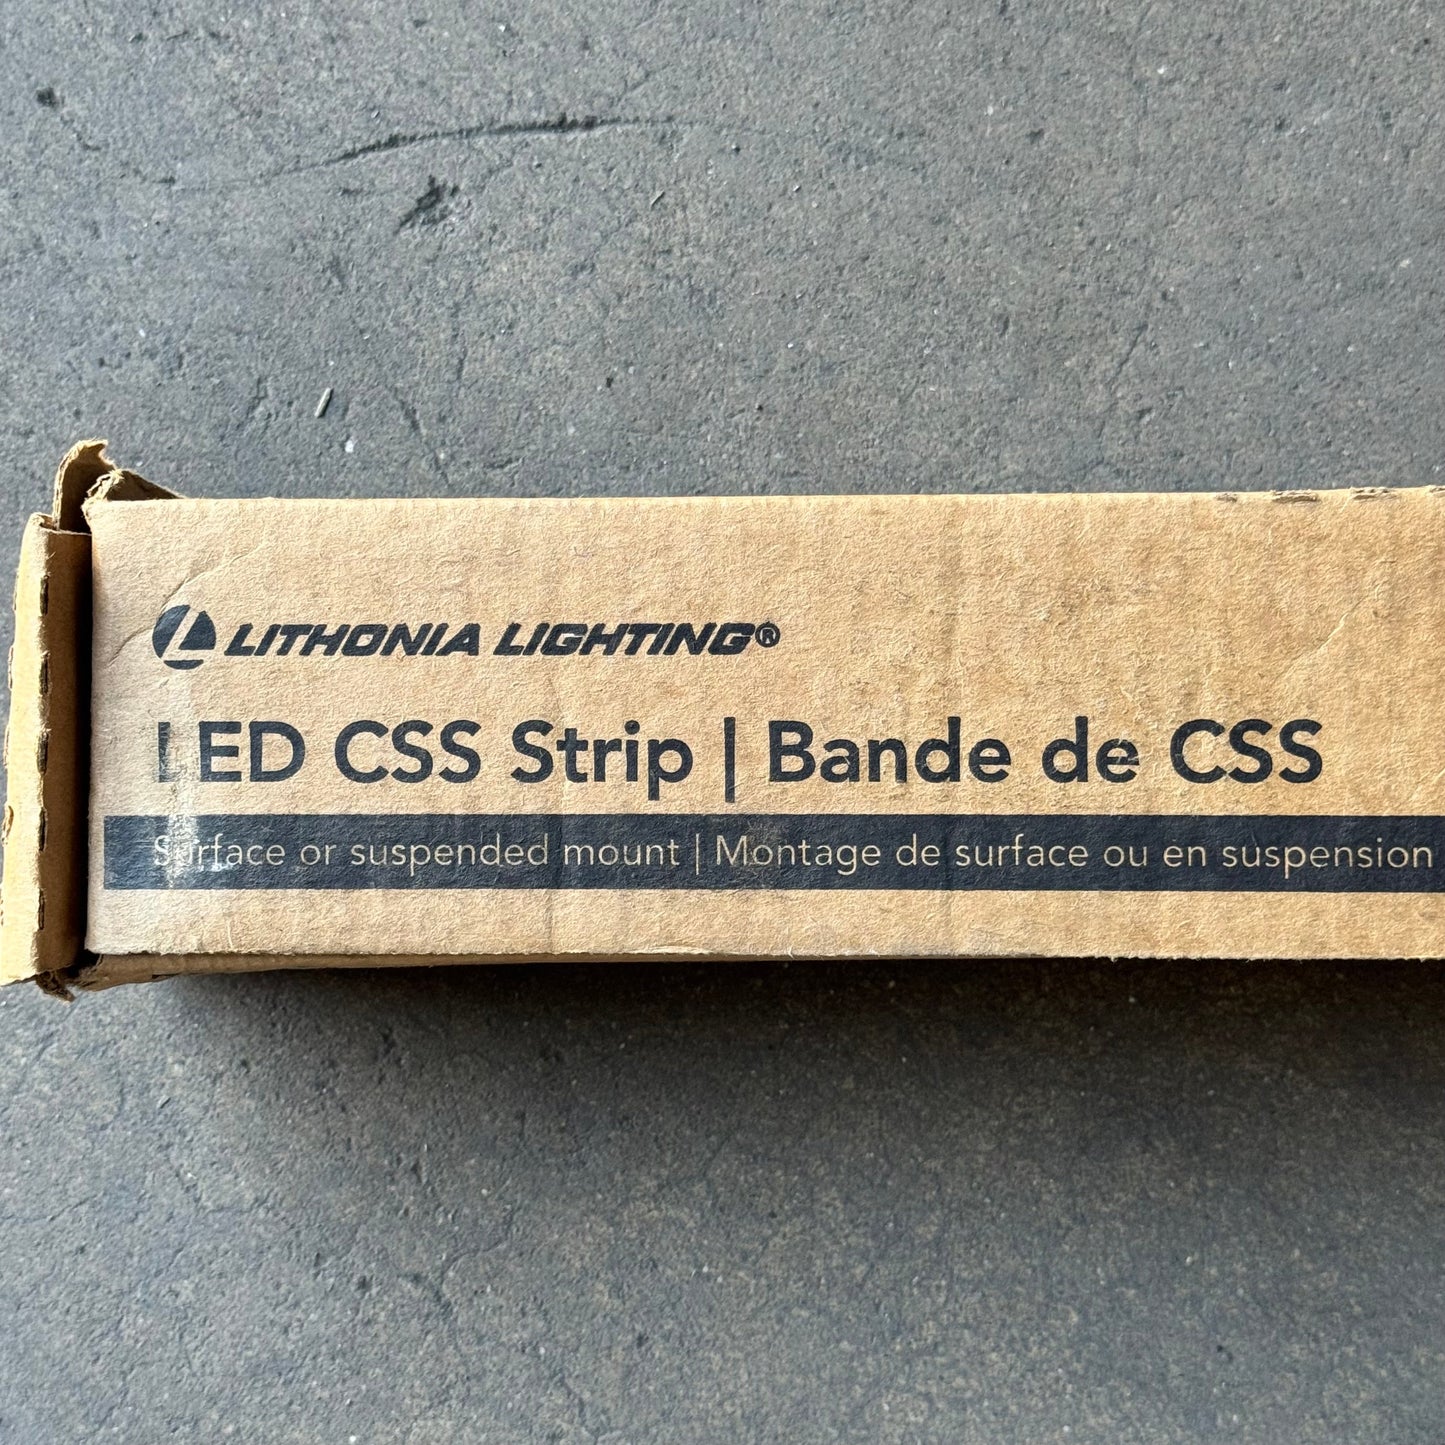 LITHONIA LIGHTING®
LED CSS Strip | Bande de CSS
Surface or suspended mount | Montage de surface ou en suspension